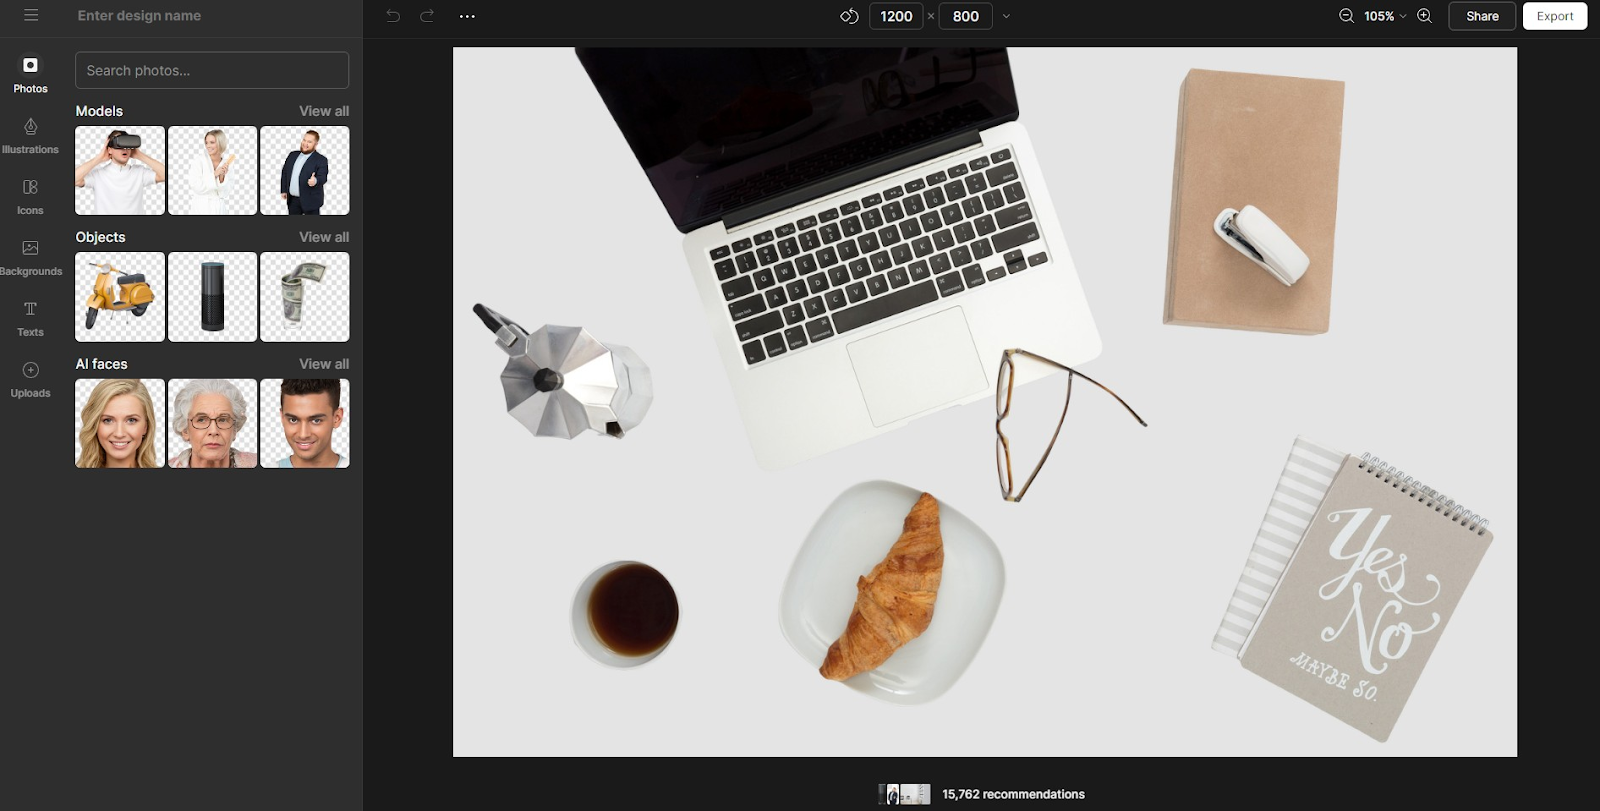 Enter design name
1200 × 800
105%
Share
Export
Photos
Illustrations
Icons
Backgrounds
Texts
Uploads
Search photos...
Models
View all
Objects
View all
AI faces
View all
Yes
No
MAYBE SO.
15,762 recommendations